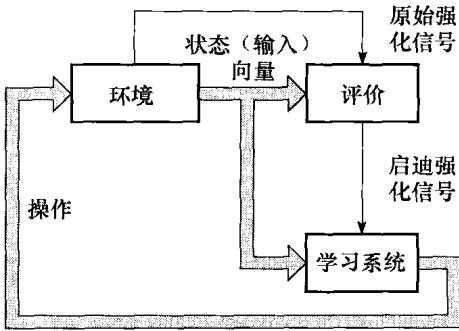 原始强
化信号
状态（输入）
向量
环境
评价
启迪强
化信号
操作
学习系统